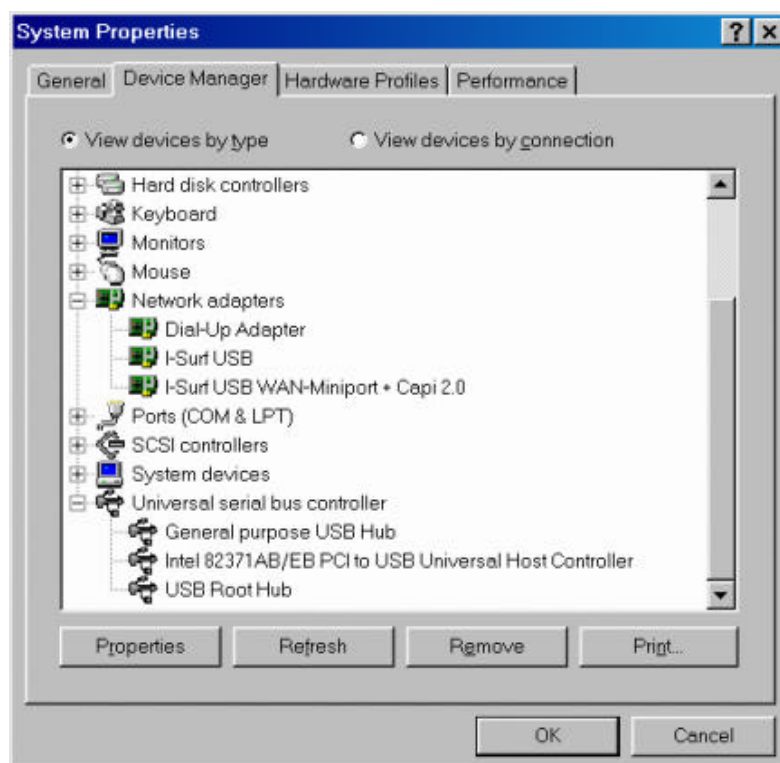 System Properties
General Device Manager Hardware Profiles Performance
View devices by type View devices by connection
Hard disk controllers
Keyboard
Monitors
Mouse
Network adapters
Dial-Up Adapter
I-Surf USB
I-Surf USB WAN-Miniport + Capi 2.0
Ports (COM & LPT)
SCSI controllers
System devices
Universal serial bus controller
General purpose USB Hub
Intel 82371AB/EB PCI to USB Universal Host Controller
USB Root Hub
Properties Refresh Remove Print...
OK Cancel